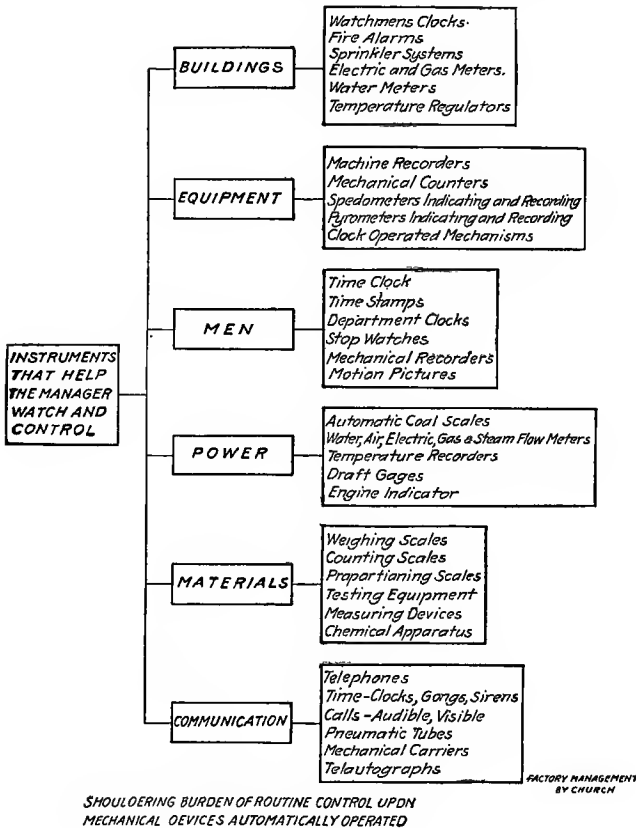 BUILDINGS
Watchmens Clocks.
Fire Alarms
Sprinkler Systems
Electric and Gas Meters.
Water Meters
Temperature Regulators
EQUIPMENT
Machine Recorders
Mechanical Counters
Spedometers Indicating and Recording
Pyrometers Indicating and Recording
Clock Operated Mechanisms
MEN
Time Clock
Time Stamps
Department Clocks
Stop Watches
Mechanical Recorders
Motion Pictures
INSTRUMENTS
THAT HELP
THE MANAGER
WATCH AND
CONTROL
POWER
Automatic Coal Scales
Water, Air, Electric, Gas & Steam Flow Meters
Temperature Recorders
Draft Gages
Engine Indicator
MATERIALS
Weighing Scales
Counting Scales
Proportioning Scales
Testing Equipment
Measuring Devices
Chemical Apparatus
COMMUNICATION
Telephones
Time-Clocks, Gongs, Sirens
Calls - Audible, Visible
Pneumatic Tubes
Mechanical Carriers
Telautographs
FACTORY MANAGEMENT
BY CHURCH
SHOULDERING BURDEN OF ROUTINE CONTROL UPON
MECHANICAL DEVICES AUTOMATICALLY OPERATED